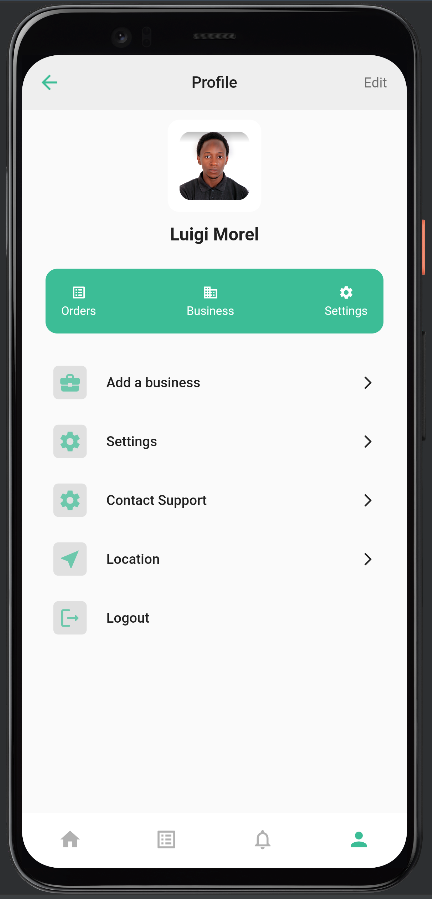 Profile
Edit
Luigi Morel
Orders
Business
Settings
Add a business
Settings
Contact Support
Location
Logout